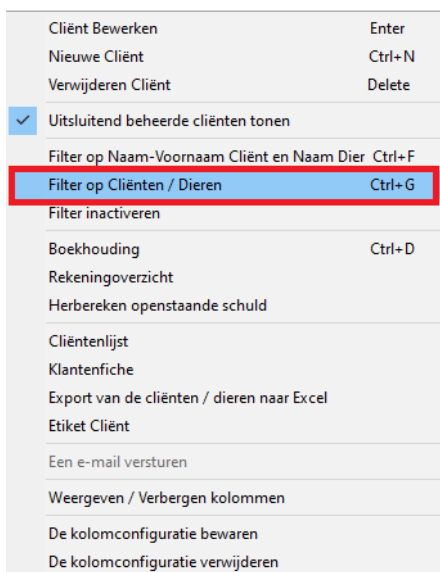 Cliënt Bewerken Enter
Nieuwe Cliënt Ctrl+N
Verwijderen Cliënt Delete
Uitsluitend beheerde cliënten tonen
Filter op Naam-Voornaam Cliënt en Naam Dier Ctrl+F
Filter op Cliënten / Dieren Ctrl+G
Filter inactiveren
Boekhouding Ctrl+D
Rekeningoverzicht
Herbereken openstaande schuld
Cliëntenlijst
Klantenfiche
Export van de cliënten / dieren naar Excel
Etiket Cliënt
Een e-mail versturen
Weergeven / Verbergen kolommen
De kolomconfiguratie bewaren
De kolomconfiguratie verwijderen